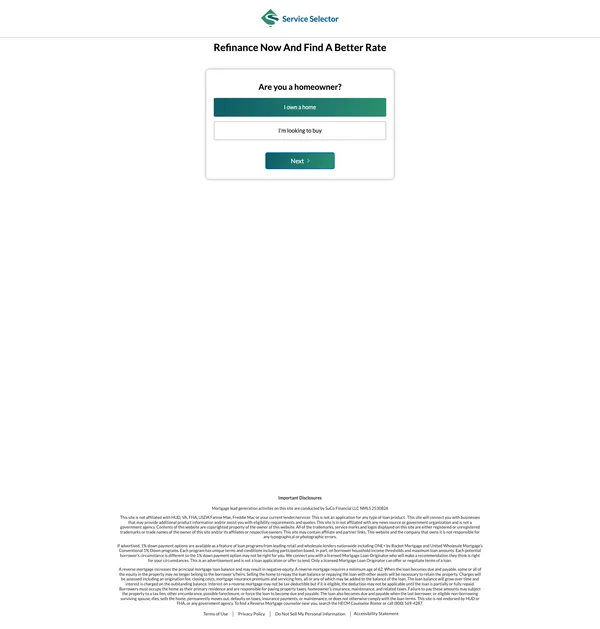 Service Selector
Refinance Now And Find A Better Rate
Are you a homeowner?
I own a home
I'm looking to buy
Next
Important Disclosures
Mortgage lead generation activities on this site are conducted by SuCo Financial LLC NMLS 2530826
This site is not affiliated with HUD, VA, FHA, USDA Fannie Mae, Freddie Mac or your current lender/servicer. This is not an application for any type of loan product. This site will connect you with businesses
that may provide additional product information and/or assist you with eligibility requirements and quotes. This site is not affiliated with any news source or government organization and is not a
government agency. Contents of this website are copyrighted property of the owner of this website. All of the trademarks, service marks and logos displayed on this site are either registered or unregistered
trademarks or trade names of the owner of this site and/or its affiliates or respective owners. This site may contain affiliate and partner links. This website and the company that owns it is not responsible for
any typographical or photographic errors.
If advertised, 1% down payment options are available as a feature of loan programs from leading retail and wholesale lenders nationwide including ONE+ by Rocket Mortgage and United Wholesale Mortgage's
Conventional 1% Down programs. Each program has unique terms and conditions including participation based, in part, on borrower household income thresholds and maximum loan amounts. Each potential
borrower's circumstance is different so the 1% down payment option may not be right for you. We connect you with a licensed Mortgage Loan Originator who will make a recommendation they think is right
for your circumstances. This is an advertisement and is not a loan application or offer to lend. Only a licensed Mortgage Loan Originator can offer or negotiate terms of a loan.
A reverse mortgage increases the principal mortgage loan balance and may result in negative equity. A reverse mortgage requires a minimum age of 62. When the loan becomes due and payable, some or all of
the equity in the property may no longer belong to the borrower's heirs. Selling the home to repay the loan balance or repaying the loan with other funds will be necessary to retain the property. Charges will
be assessed including an origination fee, closing costs, mortgage insurance premiums and servicing fees, all or any of which may be added to the balance of the loan. The loan balance will grow over time and
interest is charged on the outstanding balance. Interest on a reverse mortgage may not be tax-deductible but if it is eligible, the deduction may not be applicable until the loan is partially or fully repaid.
Borrowers must occupy the home as their primary residence and are responsible for paying property taxes, homeowner's insurance, maintenance, and related taxes. Failure to pay these amounts may subject
the property to a tax lien, other encumbrance, possible foreclosure, or force the loan to become due and payable. The loan also becomes due and payable when the last borrower, or eligible non-borrowing
surviving spouse, dies, sells the home, permanently moves out, defaults on taxes, insurance payments, or maintenance, or does not otherwise comply with the loan terms. This site is not endorsed by HUD or
FHA, or any government agency. To find a Reverse Mortgage counselor near you, search the HECM Counselor Roster or call (800) 569-4287.
Terms of Use | Privacy Policy | Do Not Sell My Personal Information | Accessibility Statement